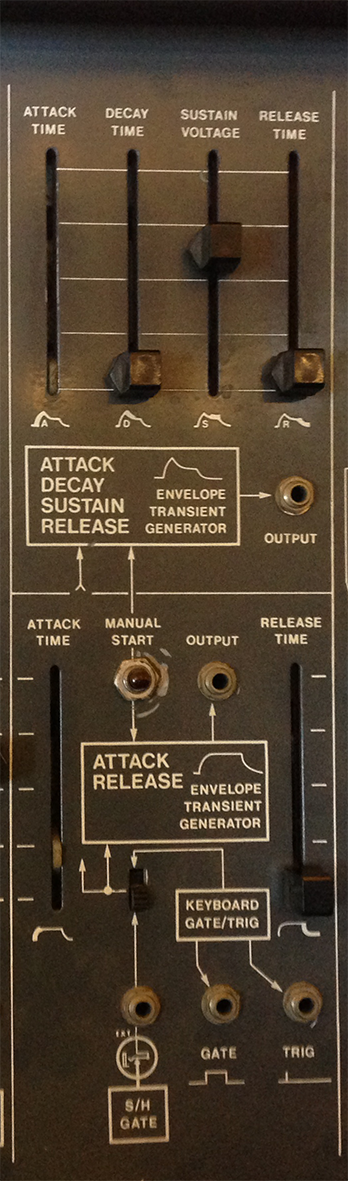 ATTACK
TIME
DECAY
TIME
SUSTAIN
VOLTAGE
RELEASE
TIME
A
D
S
R
ATTACK
DECAY
SUSTAIN
RELEASE
ENVELOPE
TRANSIENT
GENERATOR
OUTPUT
ATTACK
TIME
MANUAL
START
OUTPUT
RELEASE
TIME
ATTACK
RELEASE
ENVELOPE
TRANSIENT
GENERATOR
KEYBOARD
GATE/TRIG
EXT
GATE
TRIG
S/H
GATE